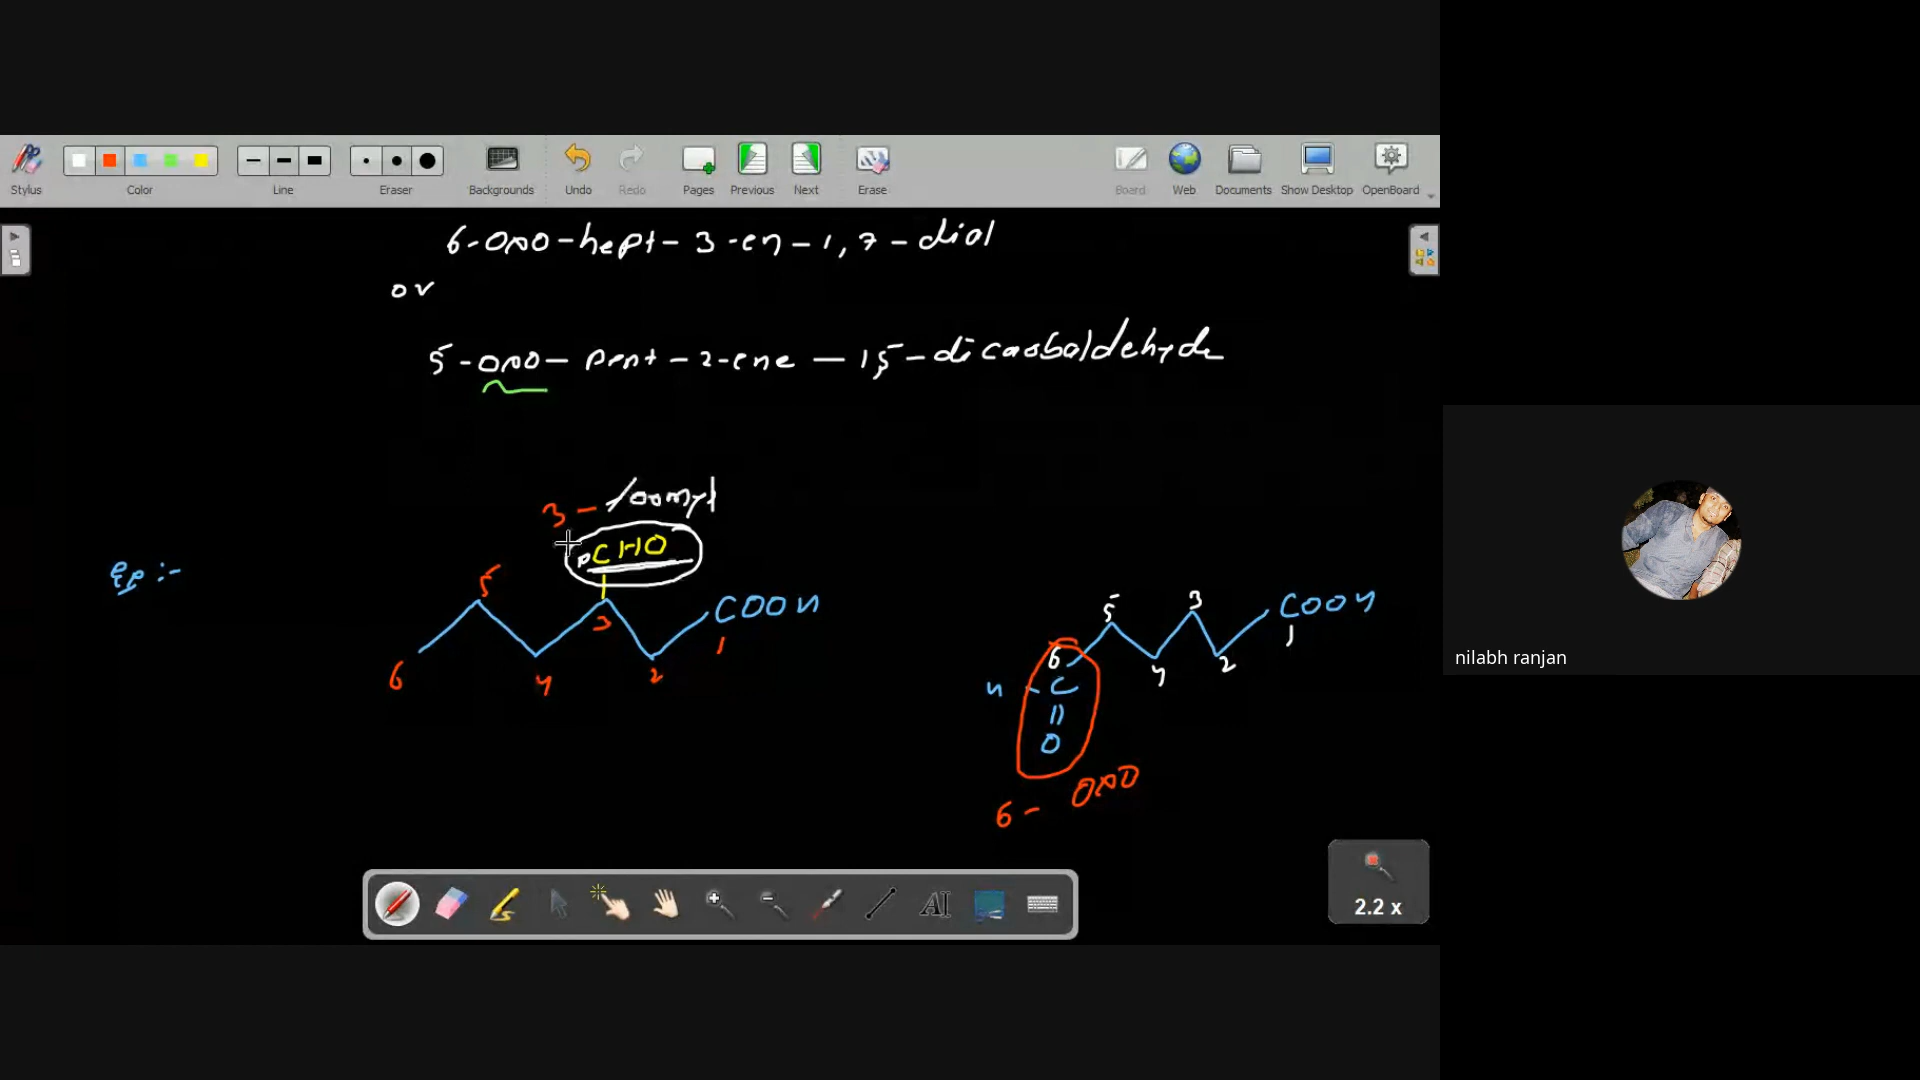 Stylus
Color
Line
Eraser
Backgrounds
Undo
Redo
Pages
Previous
Next
Erase
Board
Web
Documents
Show Desktop
OpenBoard
6-oxo-hept-3-en-1,7-dial
or
5-oxo-pent-2-ene-1,5-dicarbaldehyde
3-formyl
CHO
Eg:-
5
3
COOH
1
6
4
2
5
3
COOH
1
6
4
2
H-C
||
O
6-oxo
AI
2.2 x
nilabh ranjan